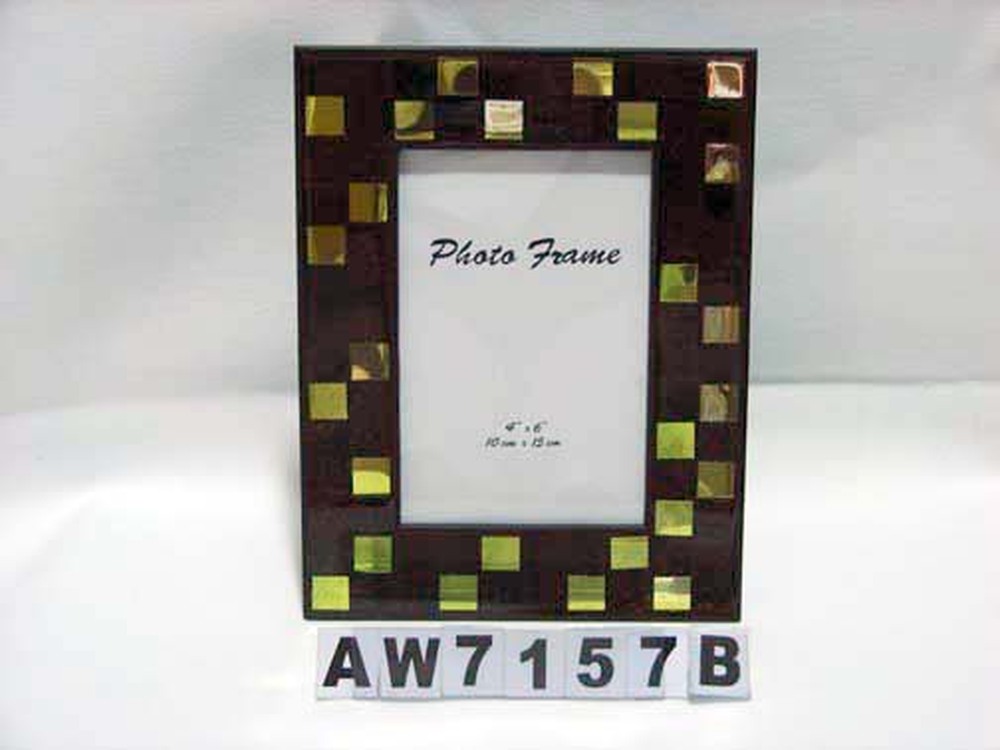 Photo Frame
4" x 6"
10 cm x 15 cm
AW7157B